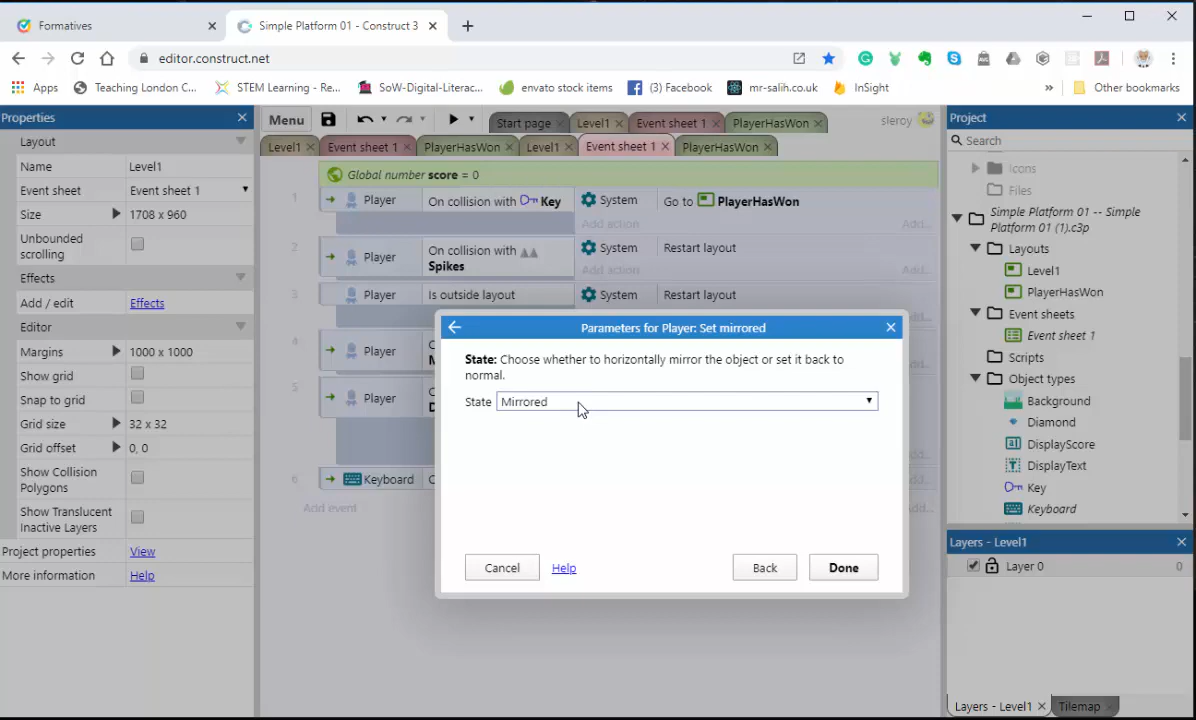 Formatives
Simple Platform 01 - Construct 3
editor.construct.net
Apps
Teaching London C...
STEM Learning - Re...
SoW-Digital-Literac...
envato stock items
(3) Facebook
mr-salih.co.uk
InSight
»
Other bookmarks
Properties
Layout
Name Level1
Event sheet Event sheet 1
Size 1708 x 960
Unbounded
scrolling
Effects
Add / edit Effects
Editor
Margins 1000 x 1000
Show grid
Snap to grid
Grid size 32 x 32
Grid offset 0, 0
Show Collision
Polygons
Show Translucent
Inactive Layers
Project properties View
More information Help
Menu
Start page
Level1
Event sheet 1
PlayerHasWon
sleroy
Level1
Event sheet 1
PlayerHasWon
Level1
Event sheet 1
PlayerHasWon
Global number score = 0
1 Player On collision with Key System Go to PlayerHasWon
Add action Add...
2 Player On collision with
Spikes System Restart layout
Add action Add...
3 Player Is outside layout System Restart layout
4 Player
5 Player
6 Keyboard
Add event
Parameters for Player: Set mirrored
State: Choose whether to horizontally mirror the object or set it back to
normal.
State Mirrored
Cancel
Help
Back
Done
Project
Search
Icons
Files
Simple Platform 01 -- Simple
Platform 01 (1).c3p
Layouts
Level1
PlayerHasWon
Event sheets
Event sheet 1
Scripts
Object types
Background
Diamond
DisplayScore
DisplayText
Key
Keyboard
Layers - Level1
Layer 0 0
Layers - Level1
Tilemap